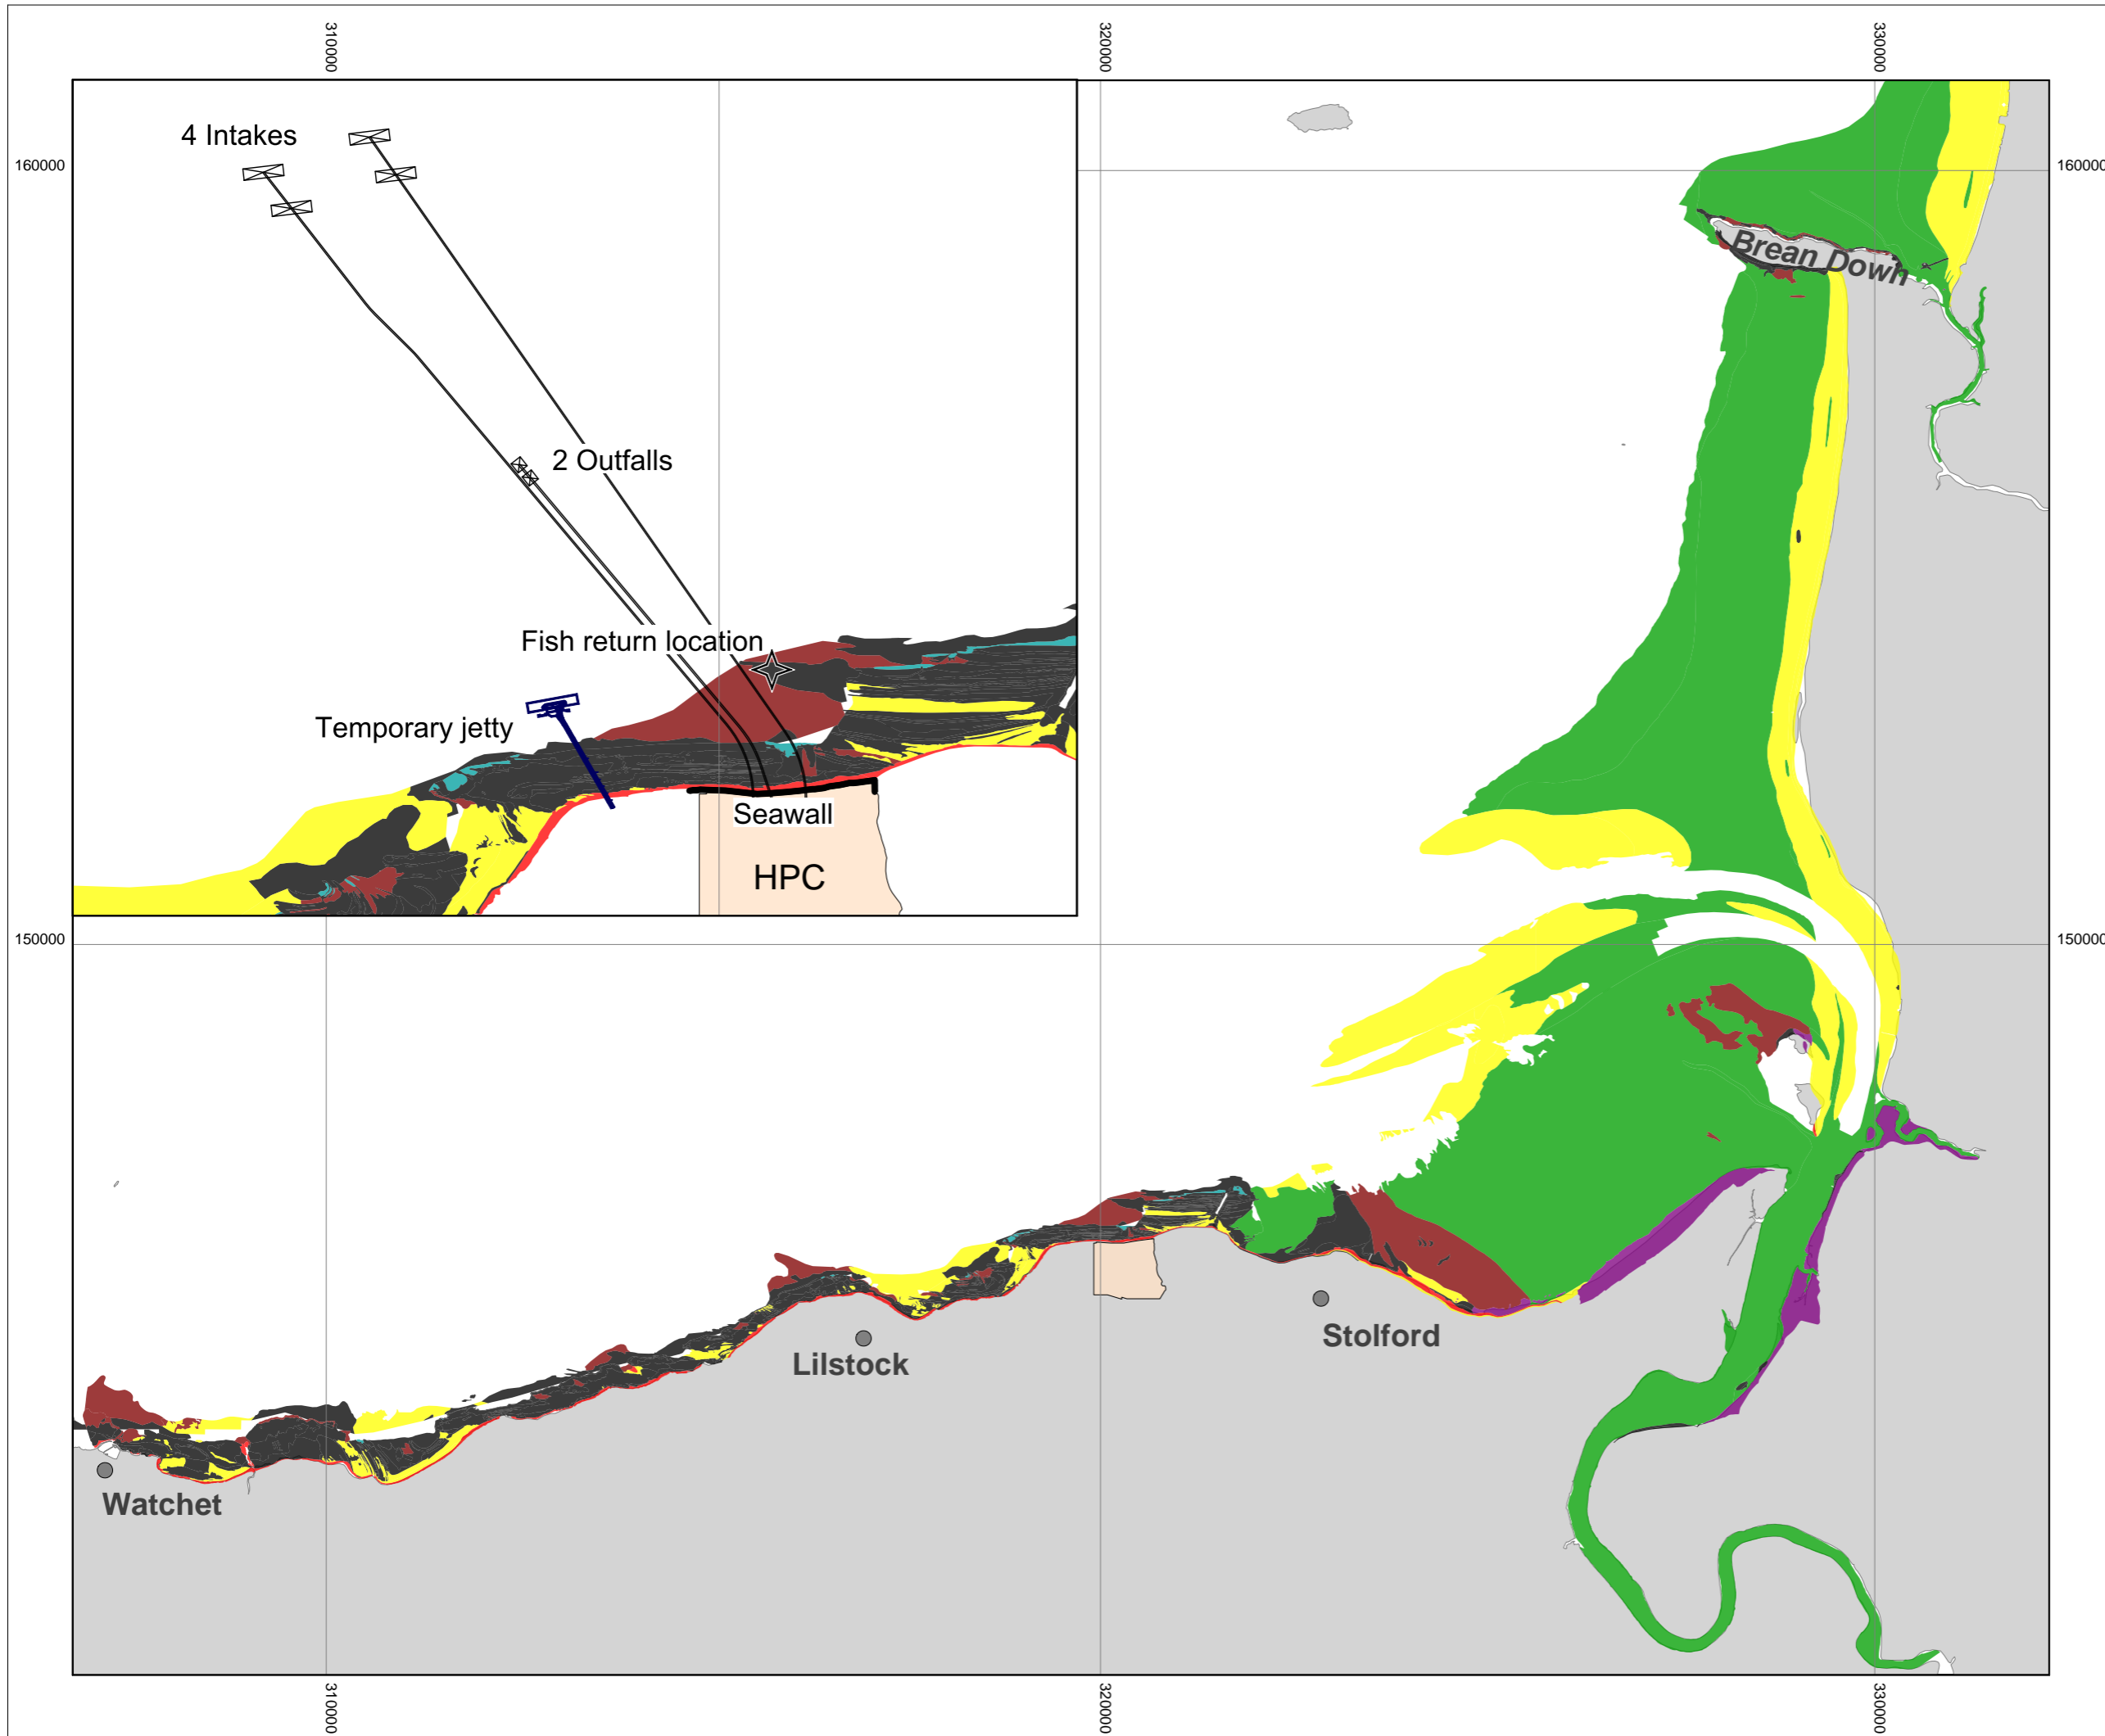 310000
320000
330000
160000
160000
4 Intakes
Brean Down
2 Outfalls
Fish return location
Temporary jetty
Seawall
HPC
150000
150000
Stolford
Lilstock
Watchet
310000
320000
330000